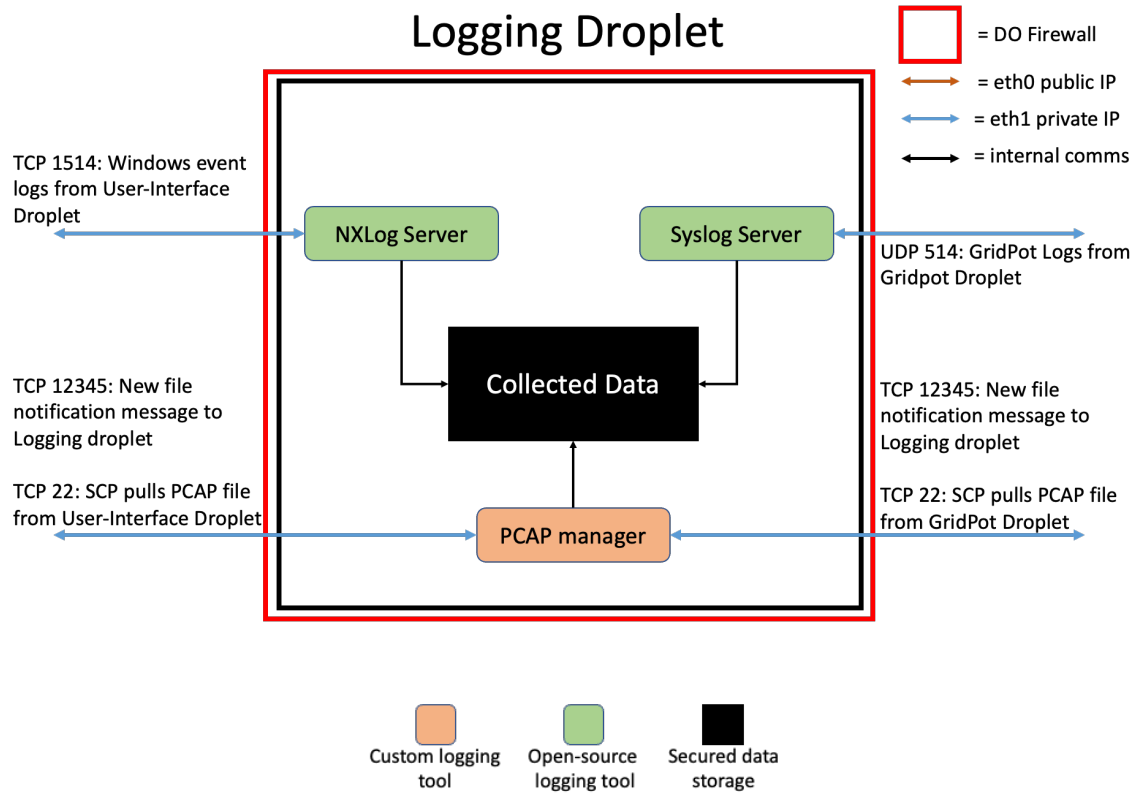 Logging Droplet
= DO Firewall
= eth0 public IP
= eth1 private IP
= internal comms
TCP 1514: Windows event
logs from User-Interface
Droplet
NXLog Server
Syslog Server
UDP 514: GridPot Logs from
Gridpot Droplet
Collected Data
TCP 12345: New file
notification message to
Logging droplet
TCP 12345: New file
notification message to
Logging droplet
TCP 22: SCP pulls PCAP file
from User-Interface Droplet
PCAP manager
TCP 22: SCP pulls PCAP file
from GridPot Droplet
Custom logging
tool
Open-source
logging tool
Secured data
storage